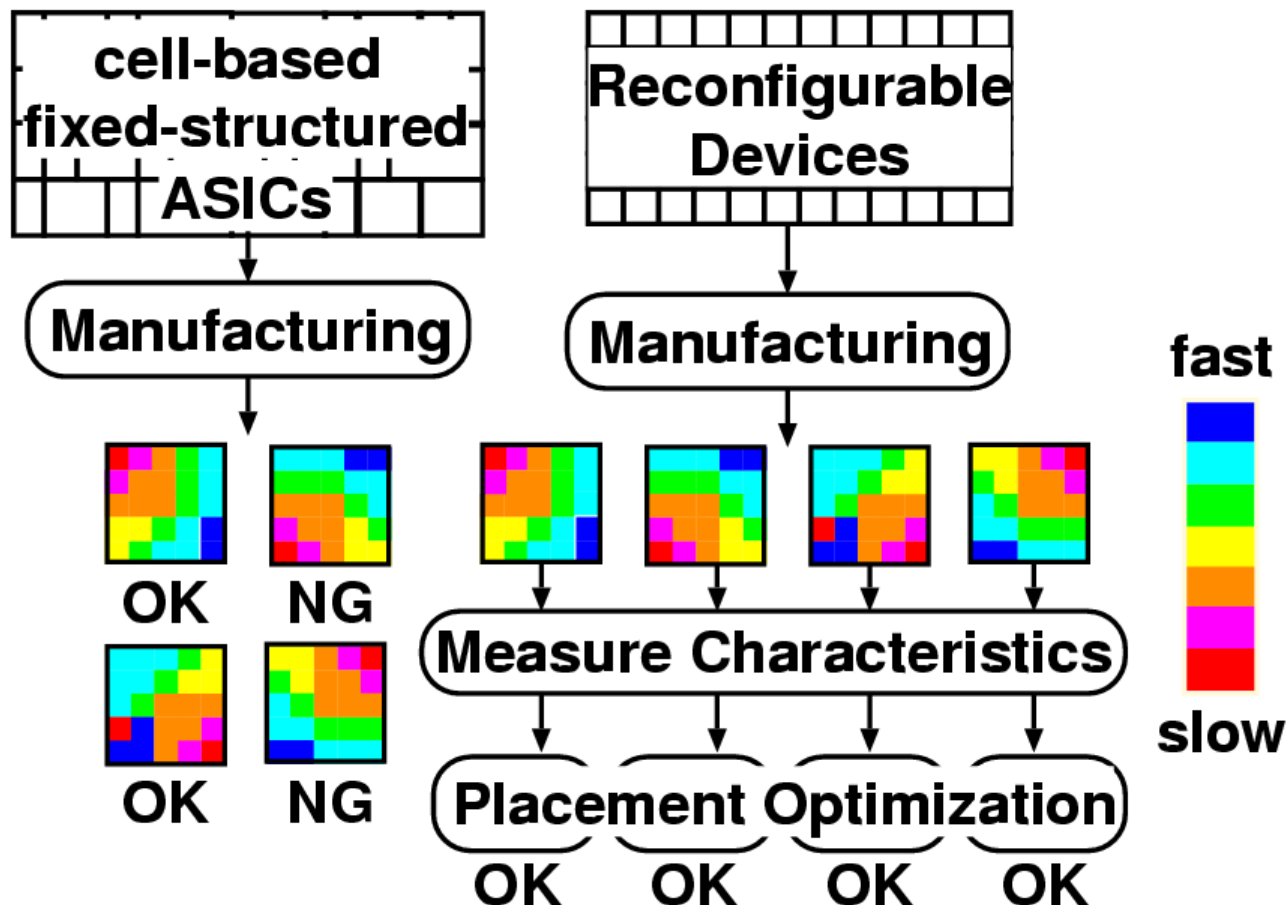 cell-based
fixed-structured
ASICs
Reconfigurable
Devices
Manufacturing
Manufacturing
fast
slow
OK NG
OK NG
Measure Characteristics
Placement Optimization
OK OK OK OK